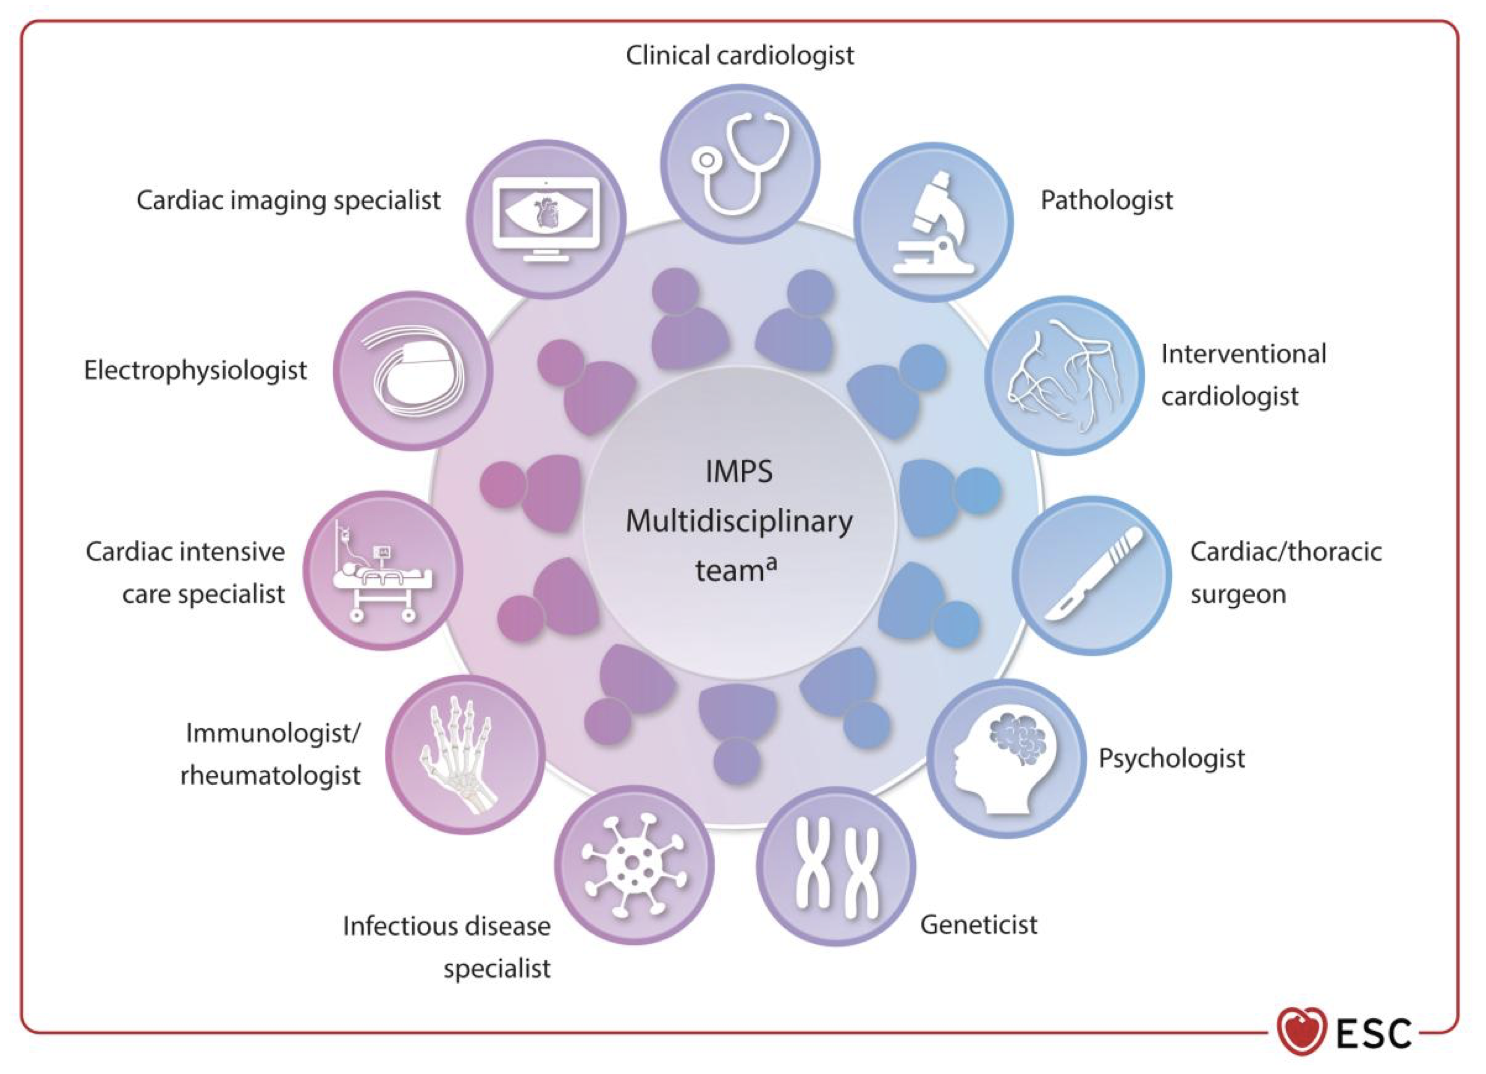 Clinical cardiologist
Cardiac imaging specialist
Pathologist
Electrophysiologist
Interventional
cardiologist
IMPS
Multidisciplinary
teamᵃ
Cardiac intensive
care specialist
Cardiac/thoracic
surgeon
Immunologist/
rheumatologist
Psychologist
Infectious disease
specialist
Geneticist
ESC